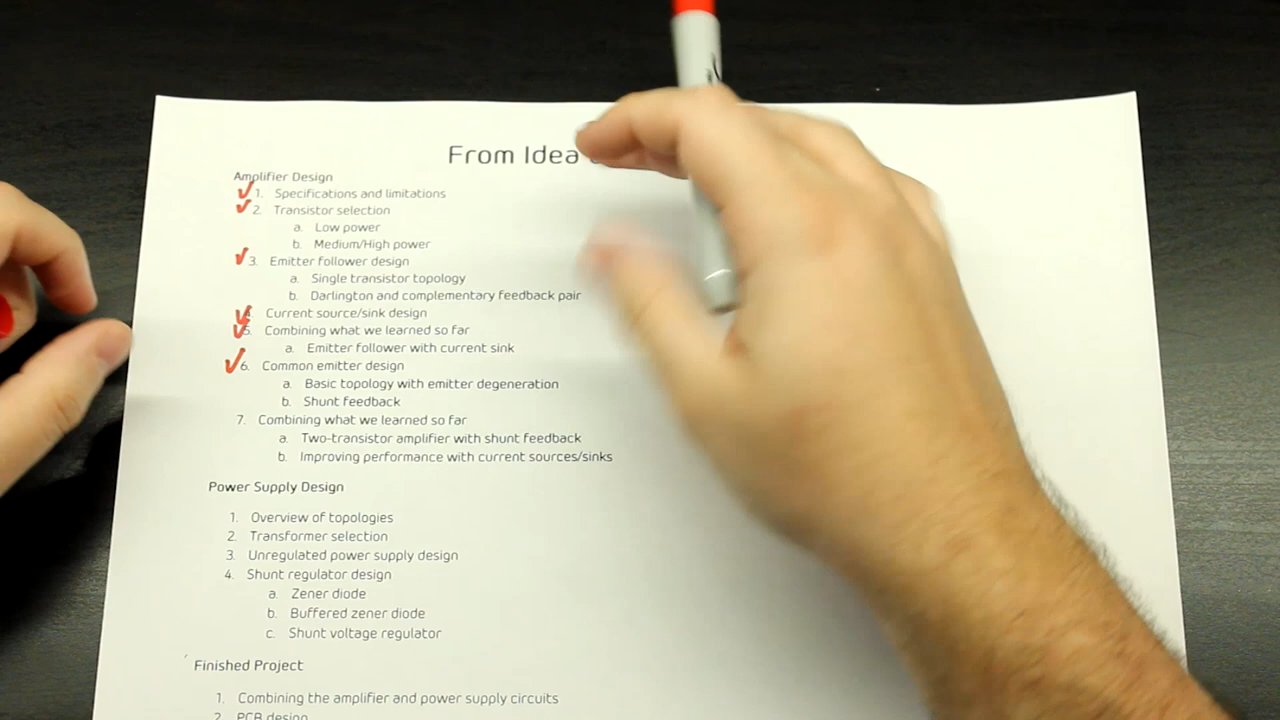 From Idea
Amplifier Design
1. Specifications and limitations
2. Transistor selection
a. Low power
b. Medium/High power
3. Emitter follower design
a. Single transistor topology
b. Darlington and complementary feedback pair
Current source/sink design
5. Combining what we learned so far
a. Emitter follower with current sink
6. Common emitter design
a. Basic topology with emitter degeneration
b. Shunt feedback
7. Combining what we learned so far
a. Two-transistor amplifier with shunt feedback
b. Improving performance with current sources/sinks
Power Supply Design
1. Overview of topologies
2. Transformer selection
3. Unregulated power supply design
4. Shunt regulator design
a. Zener diode
b. Buffered zener diode
c. Shunt voltage regulator
Finished Project
1. Combining the amplifier and power supply circuits
2. PCB design